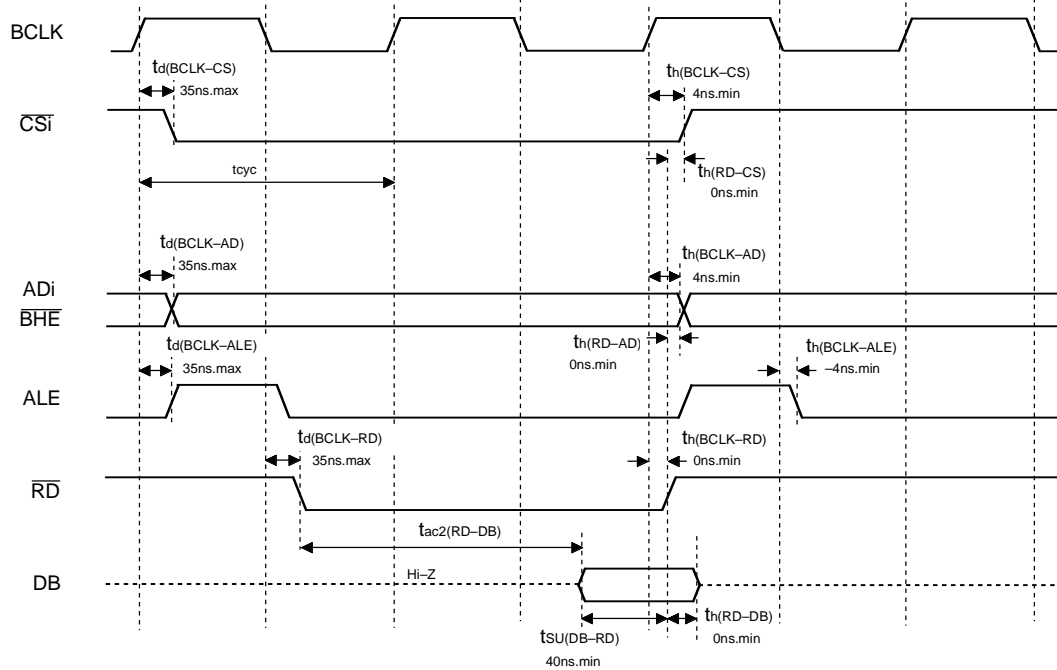 BCLK
td(BCLK–CS)
35ns.max
th(BCLK–CS)
4ns.min
CSi
tcyc
th(RD–CS)
0ns.min
td(BCLK–AD)
35ns.max
th(BCLK–AD)
4ns.min
ADi
BHE
th(RD–AD)
0ns.min
td(BCLK–ALE)
35ns.max
th(BCLK–ALE)
–4ns.min
ALE
td(BCLK–RD)
35ns.max
th(BCLK–RD)
0ns.min
RD
tac2(RD–DB)
Hi–Z
DB
tSU(DB–RD)
40ns.min
th(RD–DB)
0ns.min